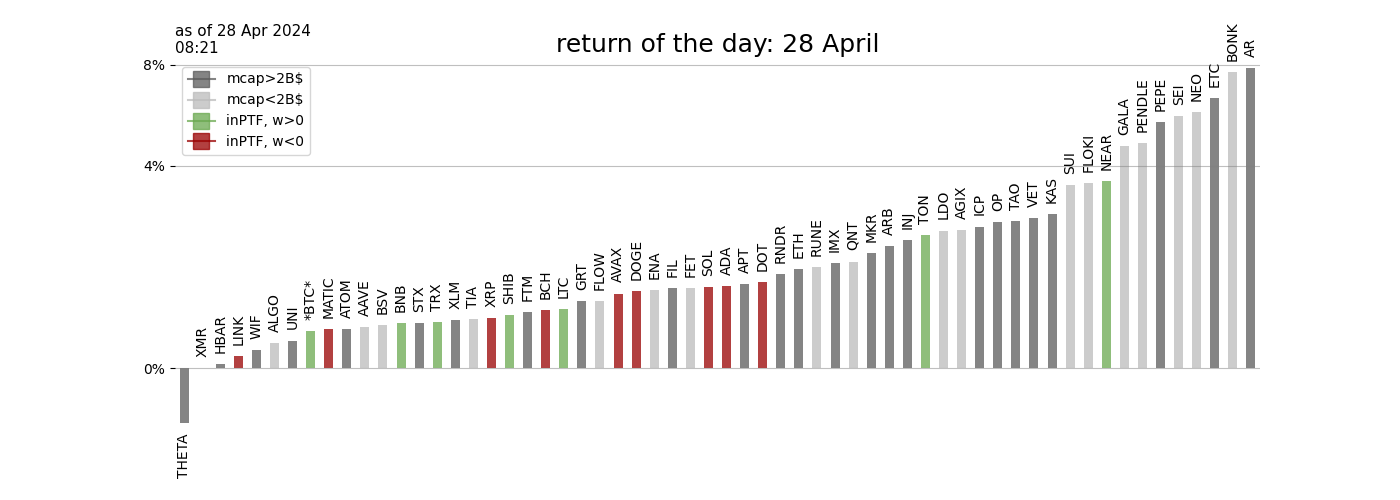 as of 28 Apr 2024
08:21
return of the day: 28 April
8%
4%
0%
mcap>2B$
mcap<2B$
inPTF, w>0
inPTF, w<0
THETA
XMR
HBAR
LINK
WIF
ALGO
UNI
*BTC*
MATIC
ATOM
AAVE
BSV
BNB
STX
TRX
XLM
TIA
XRP
SHIB
FTM
BCH
LTC
GRT
FLOW
AVAX
DOGE
ENA
FIL
FET
SOL
ADA
APT
DOT
RNDR
ETH
RUNE
IMX
QNT
MKR
ARB
INJ
TON
LDO
AGIX
ICP
OP
TAO
VET
KAS
SUI
FLOKI
NEAR
GALA
PENDLE
PEPE
SEI
NEO
ETC
BONK
AR